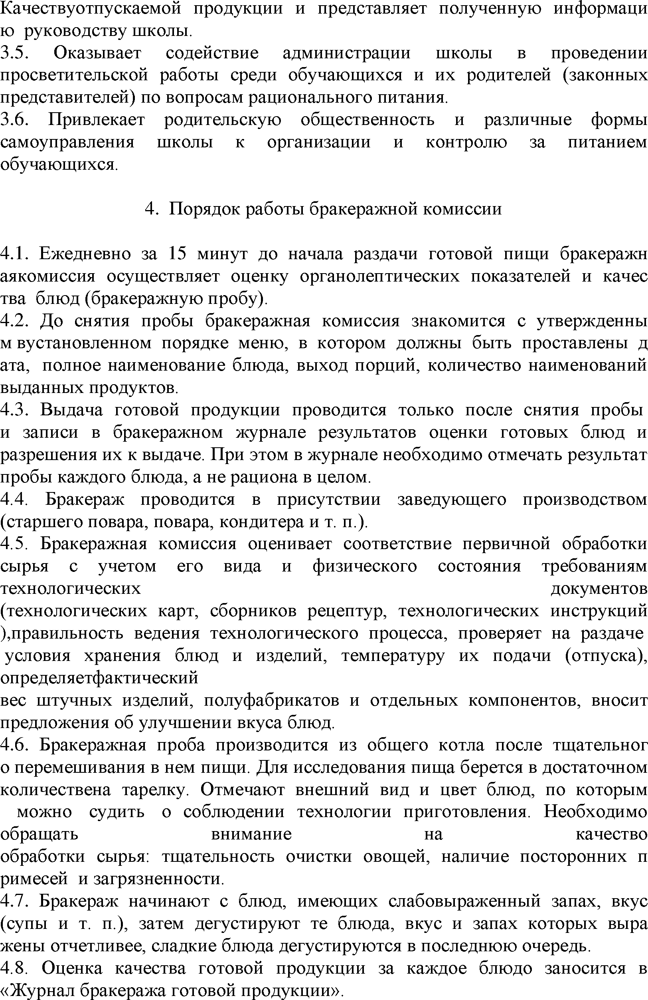 Качествуотпускаемой продукции и представляет полученную информаци
ю руководству школы.
3.5. Оказывает содействие администрации школы в проведении
просветительской работы среди обучающихся и их родителей (законных
представителей) по вопросам рационального питания.
3.6. Привлекает родительскую общественность и различные формы
самоуправления школы к организации и контролю за питанием
обучающихся.
4. Порядок работы бракеражной комиссии
4.1. Ежедневно за 15 минут до начала раздачи готовой пищи бракеражн
аякомиссия осуществляет оценку органолептических показателей и качес
тва блюд (бракеражную пробу).
4.2. До снятия пробы бракеражная комиссия знакомится с утвержденны
м вустановленном порядке меню, в котором должны быть проставлены д
ата, полное наименование блюда, выход порций, количество наименований
выданных продуктов.
4.3. Выдача готовой продукции проводится только после снятия пробы
и записи в бракеражном журнале результатов оценки готовых блюд и
разрешения их к выдаче. При этом в журнале необходимо отмечать результат
пробы каждого блюда, а не рациона в целом.
4.4. Бракераж проводится в присутствии заведующего производством
(старшего повара, повара, кондитера и т. п.).
4.5. Бракеражная комиссия оценивает соответствие первичной обработки
сырья с учетом его вида и физического состояния требованиям
технологических документов
(технологических карт, сборников рецептур, технологических инструкций
),правильность ведения технологического процесса, проверяет на раздаче
условия хранения блюд и изделий, температуру их подачи (отпуска),
определяетфактический
вес штучных изделий, полуфабрикатов и отдельных компонентов, вносит
предложения об улучшении вкуса блюд.
4.6. Бракеражная проба производится из общего котла после тщательног
о перемешивания в нем пищи. Для исследования пища берется в достаточном
количествена тарелку. Отмечают внешний вид и цвет блюд, по которым
можно судить о соблюдении технологии приготовления. Необходимо
обращать внимание на качество
обработки сырья: тщательность очистки овощей, наличие посторонних п
римесей и загрязненности.
4.7. Бракераж начинают с блюд, имеющих слабовыраженный запах, вкус
(супы и т. п.), затем дегустируют те блюда, вкус и запах которых выра
жены отчетливее, сладкие блюда дегустируются в последнюю очередь.
4.8. Оценка качества готовой продукции за каждое блюдо заносится в
«Журнал бракеража готовой продукции».